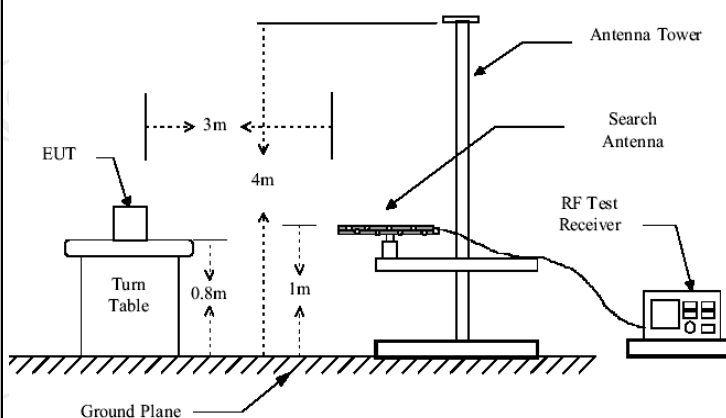 Antenna Tower
3m
Search
Antenna
EUT
4m
RF Test
Receiver
Turn
Table
0.8m
1m
Ground Plane